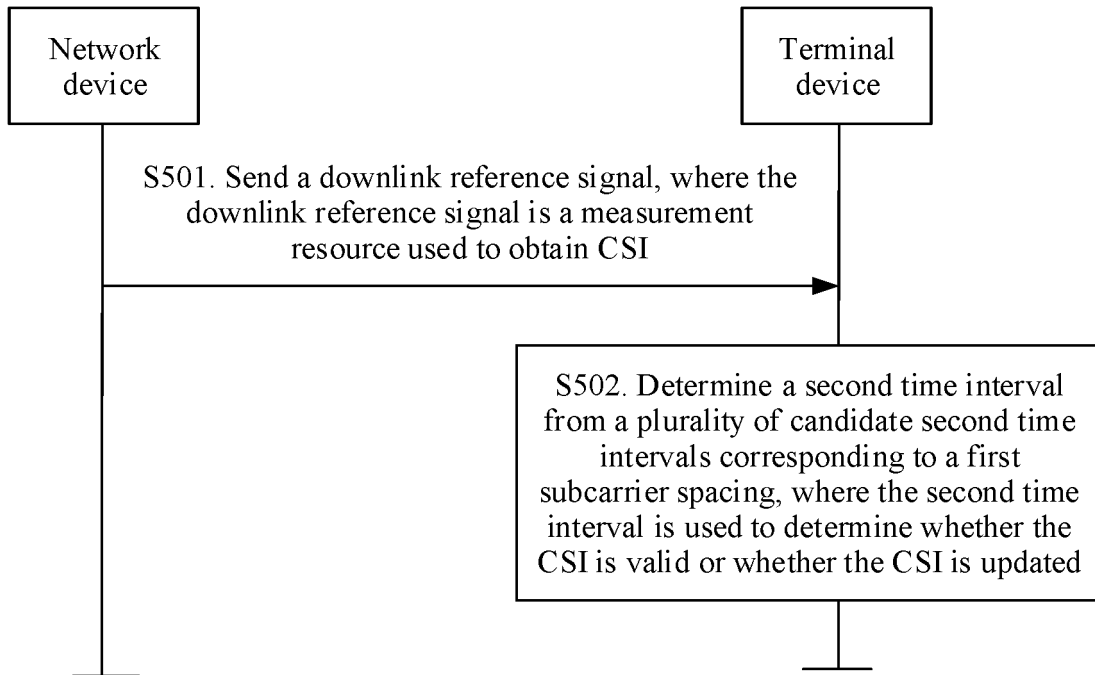 Network
device
Terminal
device
S501. Send a downlink reference signal, where the
downlink reference signal is a measurement
resource used to obtain CSI
S502. Determine a second time interval
from a plurality of candidate second time
intervals corresponding to a first
subcarrier spacing, where the second time
interval is used to determine whether the
CSI is valid or whether the CSI is updated